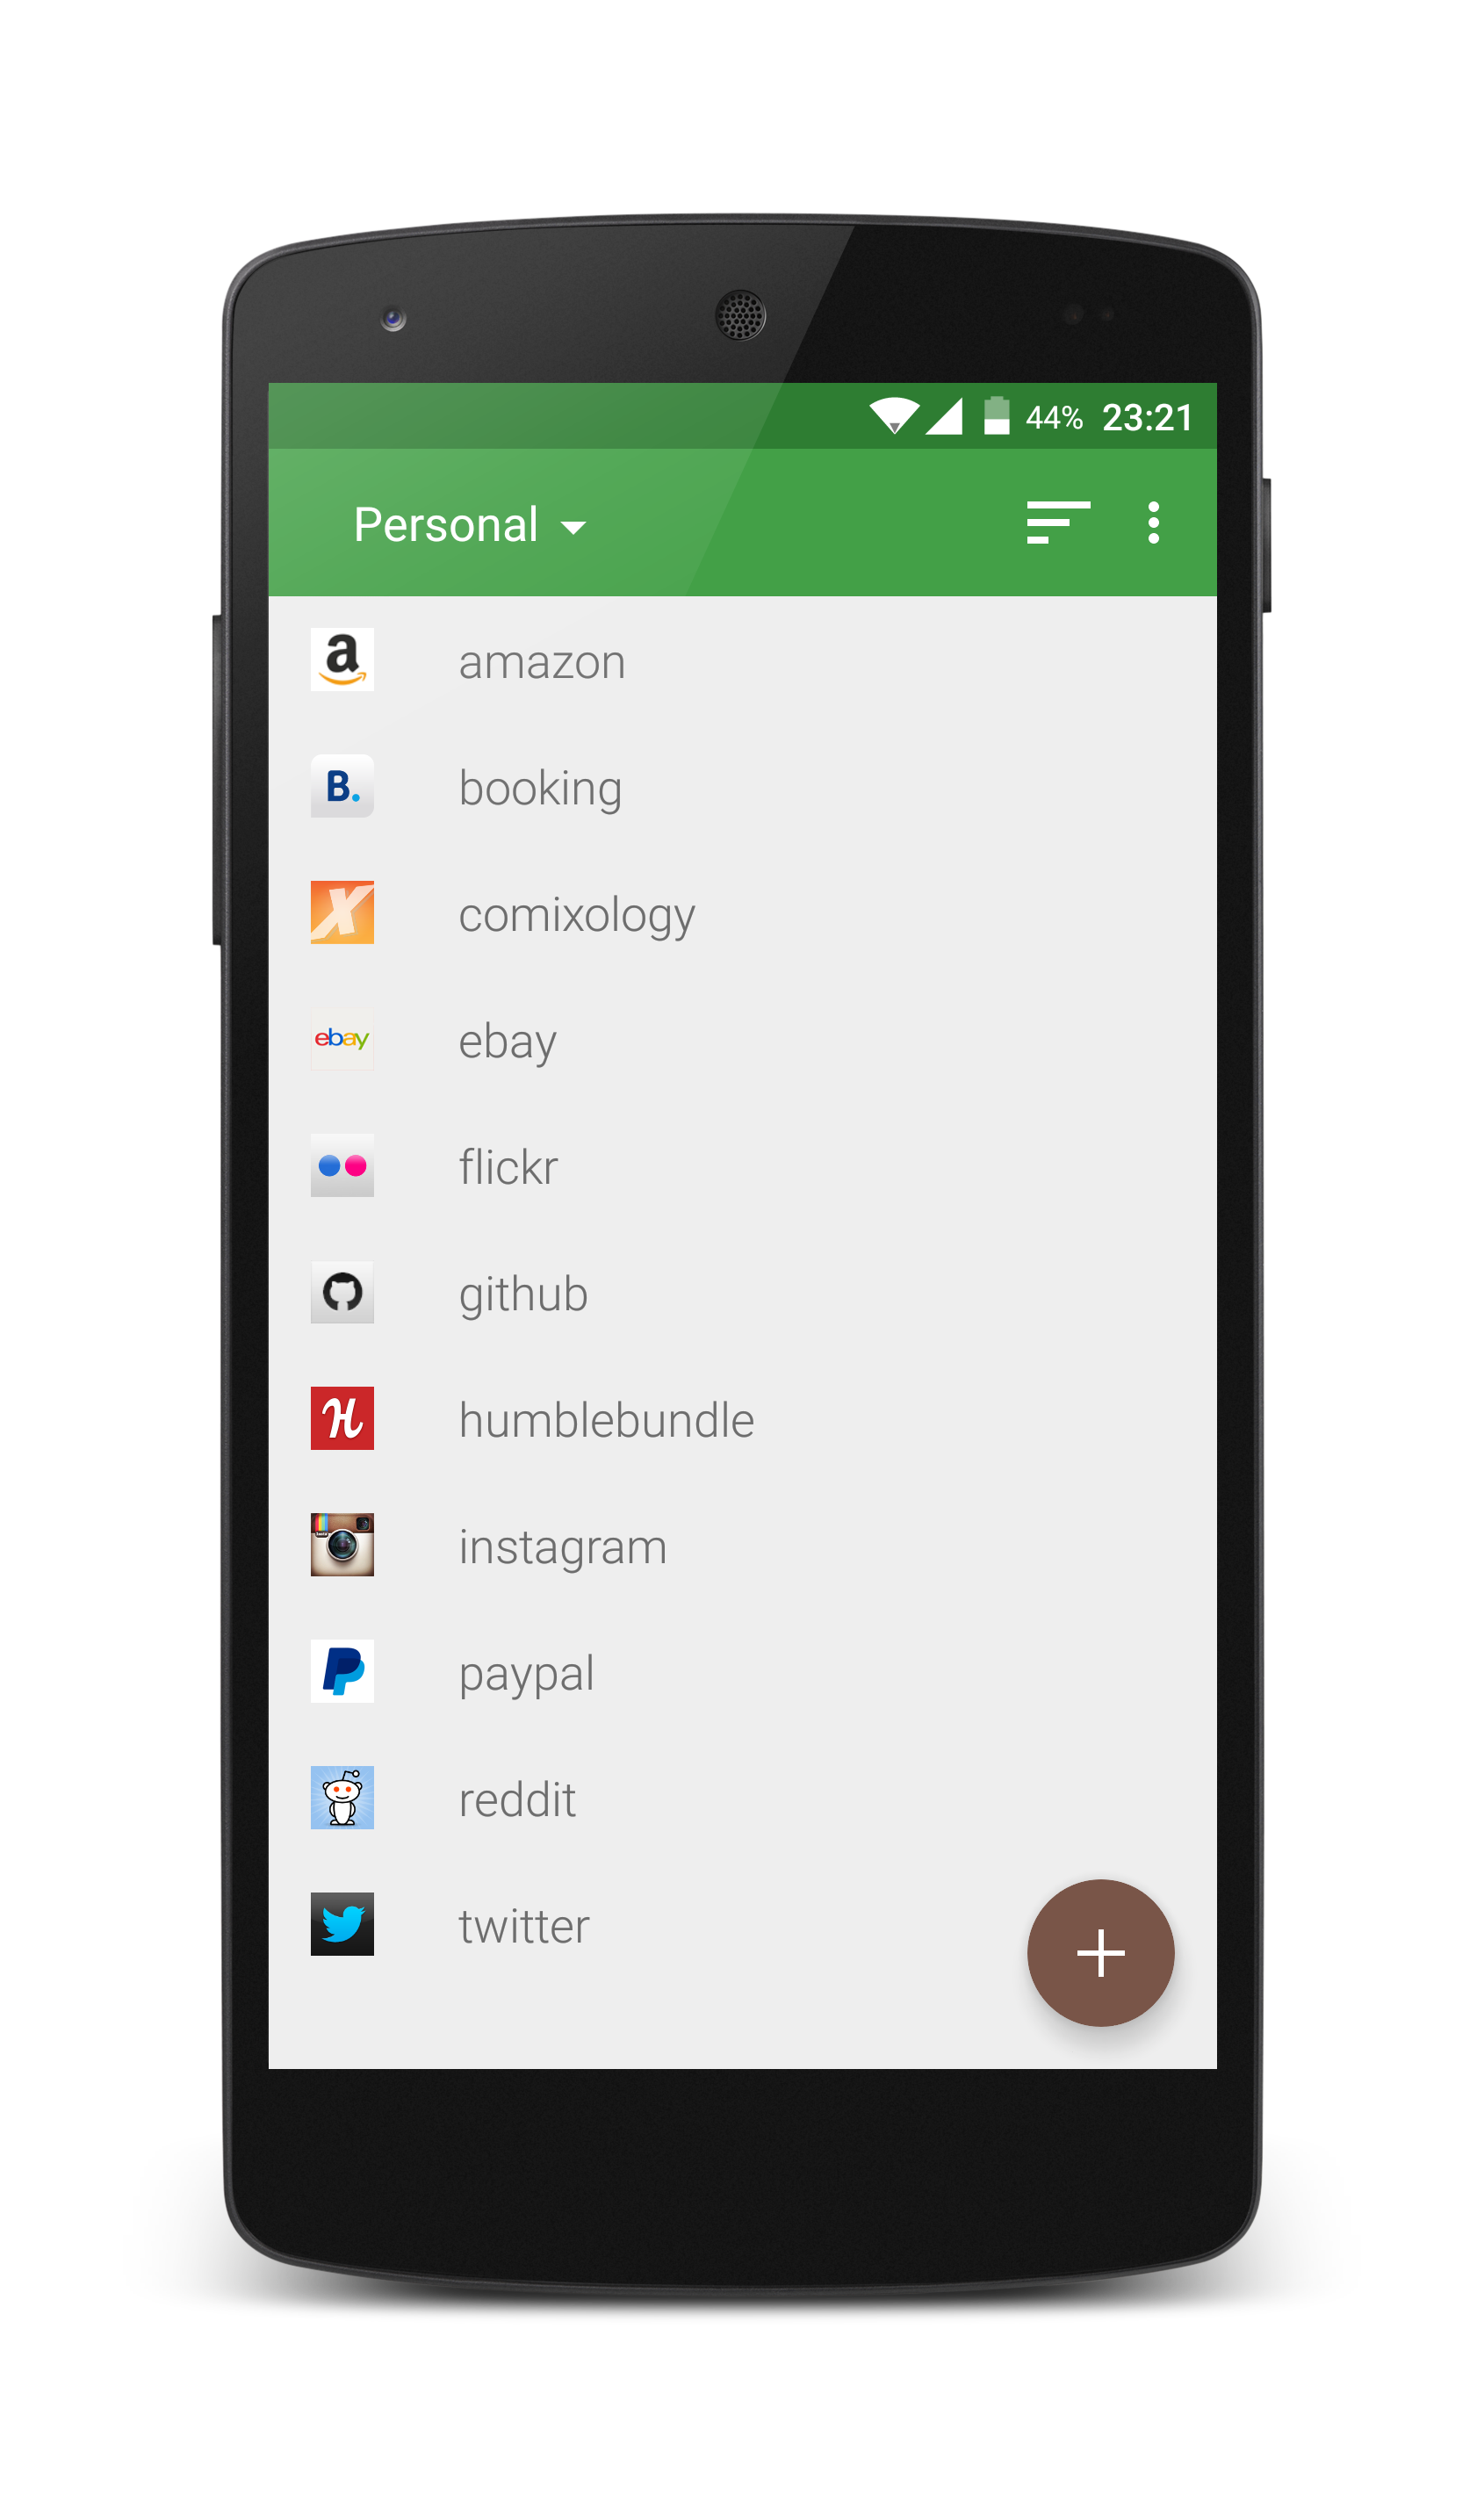 44% 23:21
Personal
a amazon
B. booking
X comixology
ebay ebay
flickr
github
H humblebundle
instagram
P paypal
reddit
twitter